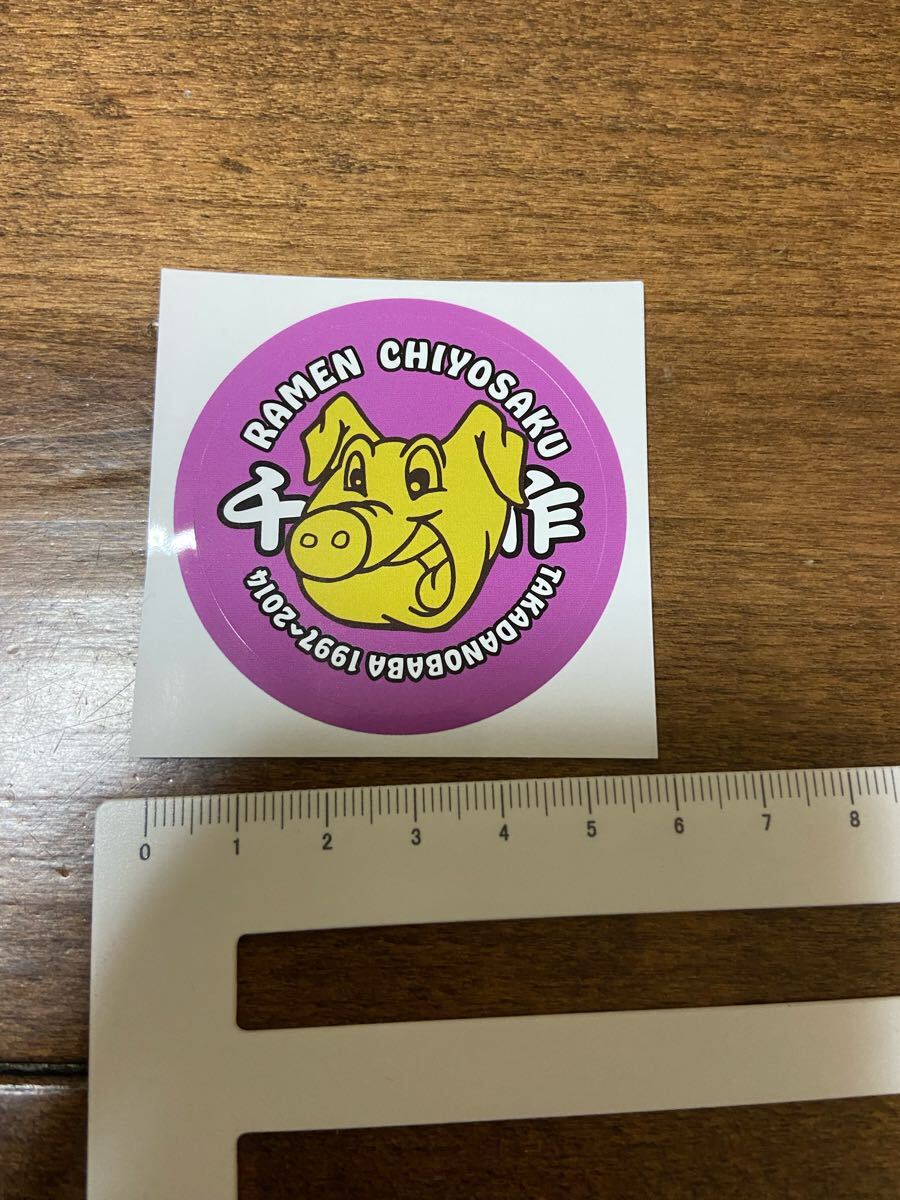 RAMEN CHIYOSAKU
千 作
TAKADANOBABA 1997~2014
0 1 2 3 4 5 6 7 8